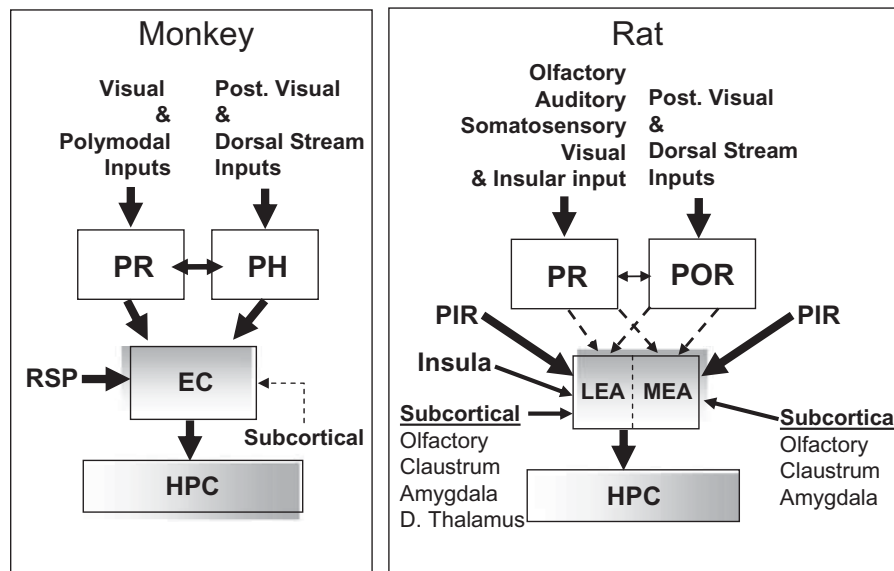 Monkey
Visual
&
Polymodal
Inputs
Post. Visual
&
Dorsal Stream
Inputs
PR
PH
RSP
EC
Subcortical
HPC
Rat
Olfactory
Auditory
Somatosensory
Visual
& Insular input
Post. Visual
&
Dorsal Stream
Inputs
PR
POR
PIR
PIR
Insula
LEA
MEA
Subcortical
Olfactory
Claustrum
Amygdala
D. Thalamus
Subcortica
Olfactory
Claustrum
Amygdala
HPC